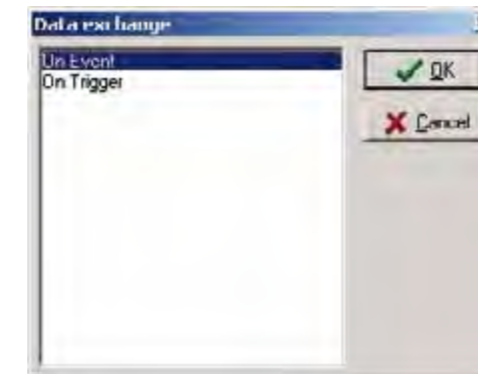 Data exchange
On Event
On Trigger
OK
Cancel